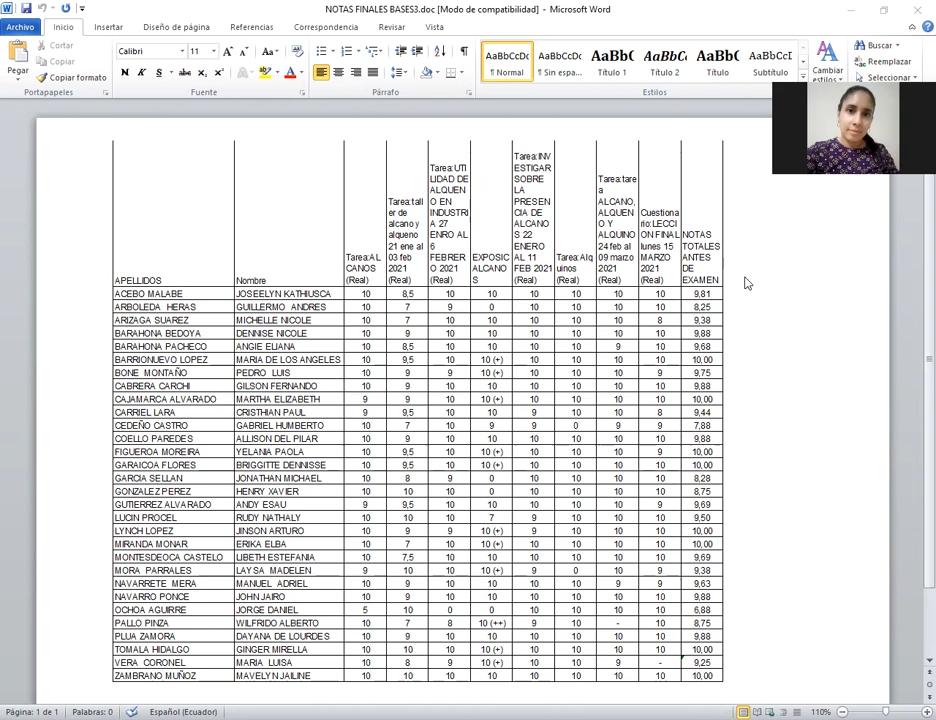 NOTAS FINALES BASES3.doc [Modo de compatibilidad] - Microsoft Word
Archivo Inicio Insertar Diseño de página Referencias Correspondencia Revisar Vista
Pegar
Cortar
Copiar
Copiar formato
Portapapeles
Calibri 11
Fuente
Párrafo
AaBbCcDc AaBbCcDc AaBbC AaBbCc AaBbC AaBbCcD
¶ Normal ¶ Sin espa... Título 1 Título 2 Título Subtítulo
Estilos
Cambiar estilos
Buscar
Reemplazar
Seleccionar
APELLIDOS
Nombre
Tarea:AL
CANOS
(Real)
Tarea:tall
er de
alcano y
alqueno
21 ene al
03 feb
2021
(Real)
Tarea:UTI
LIDAD DE
ALQUEN
O EN
INDUSTRI
A 27
ENRO AL
6
FEBRER
O 2021
(Real)
EXPOSIC
ALCANO
S
Tarea:INV
ESTIGAR
SOBRE
LA
PRESEN
CIA DE
ALCANO
S 22
ENERO
AL 11
FEB 2021
(Real)
Tarea:Alq
uinos
(Real)
Tarea:tare
a
ALCANO,
ALQUEN
O Y
ALQUINO
24 feb al
09 marzo
2021
(Real)
Cuestiona
rio:LECCI
ON FINAL
lunes 15
MARZO
2021
(Real)
NOTAS
TOTALES
ANTES
DE
EXAMEN
ACEBO MALABE JOSEELYN KATHIUSCA 10 8,5 10 10 10 10 10 10 9,81
ARBOLEDA HERAS GUILLERMO ANDRES 10 7 9 0 10 10 10 10 8,25
ARIZAGA SUAREZ MICHELLE NICOLE 10 7 10 10 10 10 10 8 9,38
BARAHONA BEDOYA DENNISE NICOLE 10 9 10 10 10 10 10 10 9,88
BARAHONA PACHECO ANGIE ELIANA 10 8,5 10 10 10 10 9 10 9,68
BARRIONUEVO LOPEZ MARIA DE LOS ANGELES 10 9,5 10 10 (+) 10 10 10 10 10,00
BONE MONTAÑO PEDRO LUIS 10 9 9 10 (+) 10 10 10 9 9,75
CABRERA CARCHI GILSON FERNANDO 10 9 10 10 10 10 10 10 9,88
CAJAMARCA ALVARADO MARTHA ELIZABETH 9 9 10 10 (+) 10 10 10 10 10,00
CARRIEL LARA CRISTHIAN PAUL 9 9,5 10 10 9 10 10 8 9,44
CEDEÑO CASTRO GABRIEL HUMBERTO 10 7 10 9 9 0 9 9 7,88
COELLO PAREDES ALLISON DEL PILAR 10 9 10 10 10 10 10 10 9,88
FIGUEROA MOREIRA YELANIA PAOLA 10 9,5 10 10 (+) 10 10 10 9 10,00
GARAICOA FLORES BRIGGITTE DENNISSE 10 9,5 10 10 (+) 10 10 10 10 10,00
GARCIA SELLAN JONATHAN MICHAEL 10 8 9 0 10 10 10 10 8,28
GONZALEZ PEREZ HENRY XAVIER 10 10 10 0 10 10 10 10 8,75
GUTIERREZ ALVARADO ANDY ESAU 9 9,5 10 10 10 10 10 9 9,69
LUCIN PROCEL RUDY NATHALY 10 10 10 7 9 10 10 10 9,50
LYNCH LOPEZ JINSON ARTURO 10 9 9 10 (+) 9 10 10 10 10,00
MIRANDA MONAR ERIKA ELBA 10 7 10 10 (+) 10 10 10 10 10,00
MONTESDEOCA CASTELO LIBETH ESTEFANIA 10 7,5 10 10 10 10 10 10 9,69
MORA PARRALES LAYSA MADELEN 9 10 9 10 (+) 9 0 10 10 9,38
NAVARRETE MERA MANUEL ADRIEL 10 9 10 10 10 10 9 9 9,63
NAVARRO PONCE JOHN JAIRO 10 9 10 10 10 10 10 10 9,88
OCHOA AGUIRRE JORGE DANIEL 5 10 0 0 10 10 10 10 6,88
PALLO PINZA WILFRIDO ALBERTO 10 7 8 10 (++) 9 10 - 10 8,75
PLUA ZAMORA DAYANA DE LOURDES 10 9 10 10 10 10 10 10 9,88
TOMALA HIDALGO GINGER MIRELLA 10 10 10 10 (+) 10 10 10 10 10,00
VERA CORONEL MARIA LUISA 10 8 9 10 (+) 10 10 9 - 9,25
ZAMBRANO MUÑOZ MAVELYN JAILINE 10 10 10 10 10 10 10 10 10,00
Página: 1 de 1 Palabras: 0 Español (Ecuador) 110%